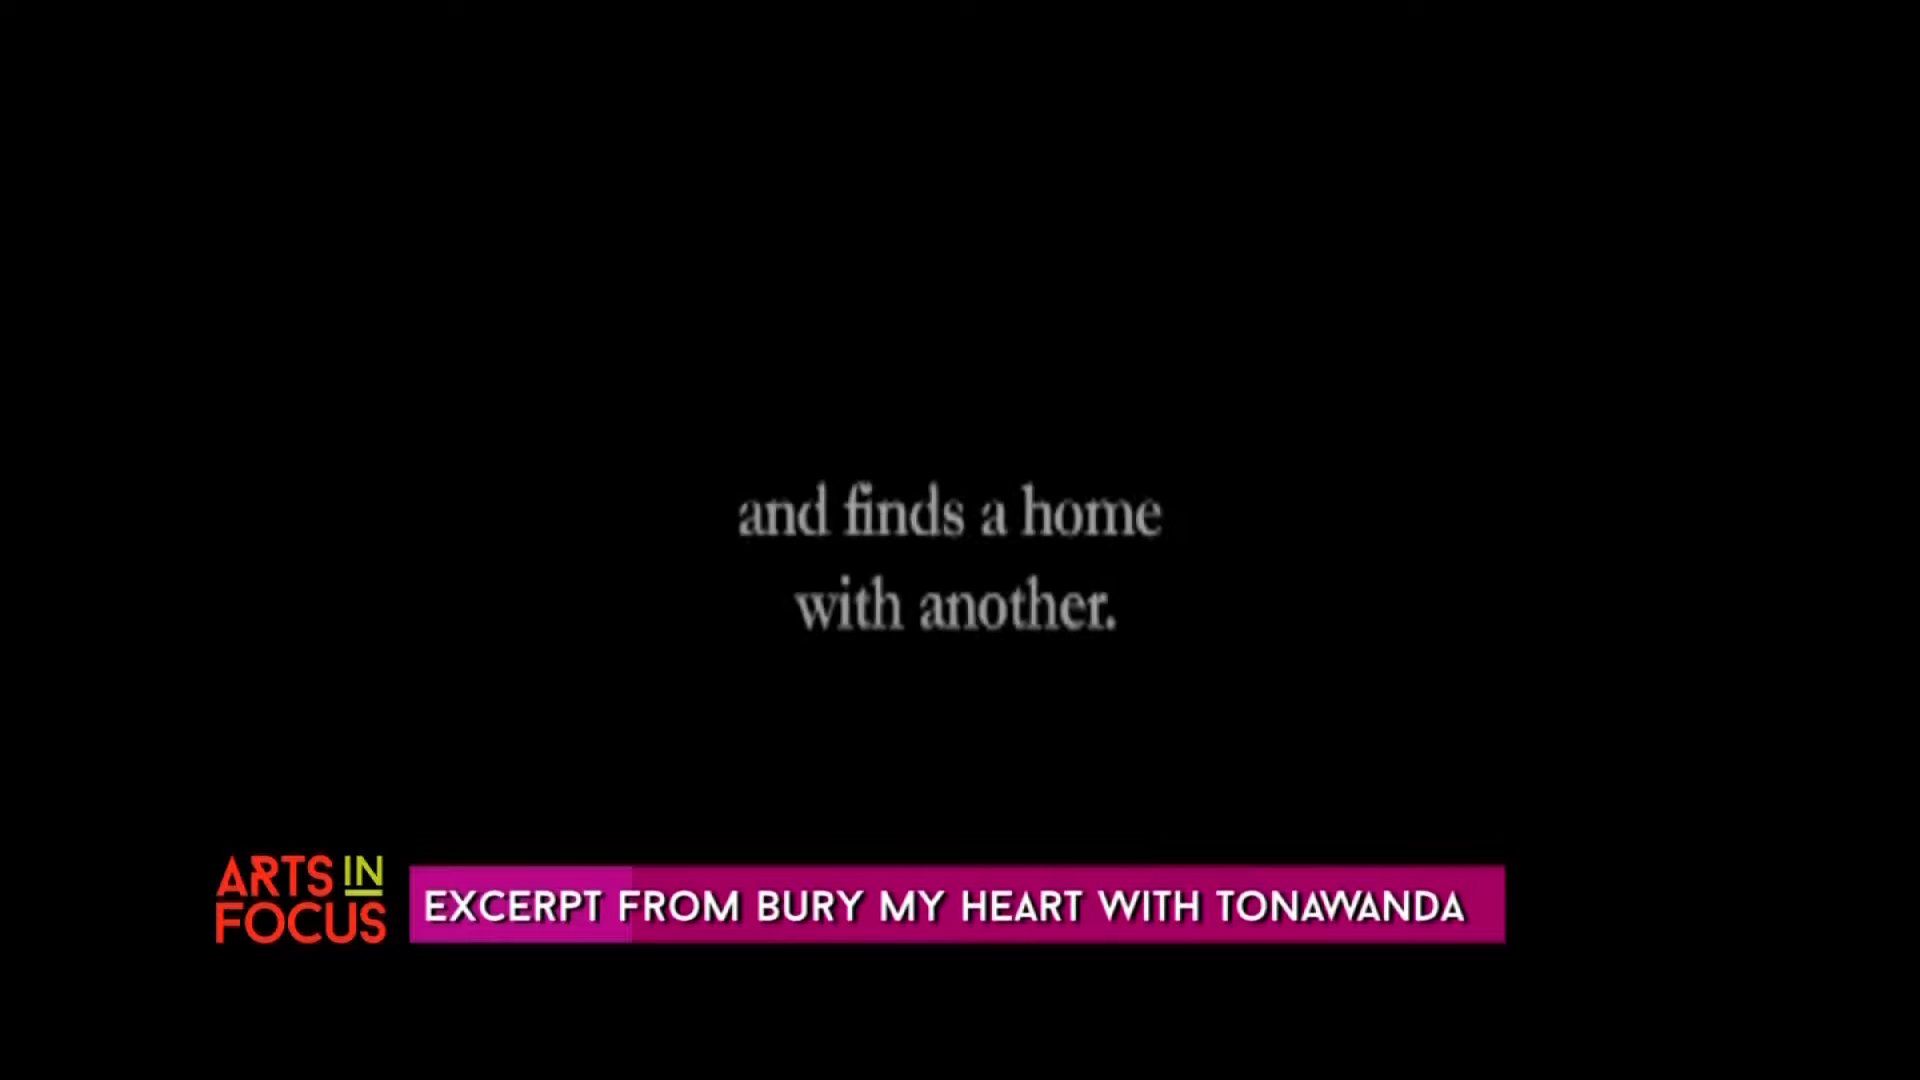 and finds a home
with another.
ARTS IN
FOCUS
EXCERPT FROM BURY MY HEART WITH TONAWANDA